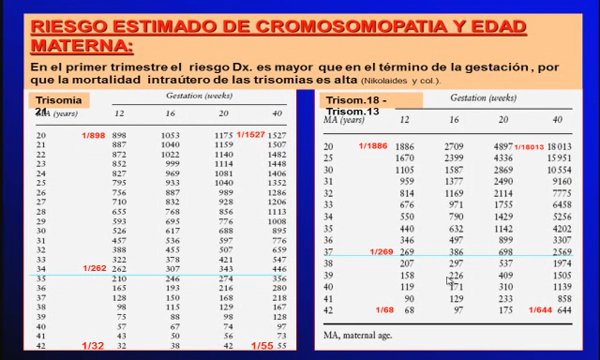 RIESGO ESTIMADO DE CROMOSOMOPATIA Y EDAD
MATERNA:
En el primer trimestre el riesgo Dx. es mayor que en el término de la gestación , por
que la mortalidad intraútero de las trisomias es alta (Nikolaides y col.).
Trisomia
21
Gestation (weeks)
MA (years) 12 16 20 40
20 1/898 898 1053 1175 1/1527 1527
21 887 1040 1159 1507
22 872 1022 1140 1482
23 852 999 1114 1448
24 827 969 1081 1406
25 795 933 1040 1352
26 756 887 989 1286
27 710 832 928 1206
28 655 768 856 1113
29 593 695 776 1008
30 526 617 688 895
31 457 536 597 776
32 388 455 507 659
33 322 378 421 547
34 1/262 262 307 343 446
35 210 246 274 356
36 165 193 216 280
37 128 150 168 218
38 98 115 129 167
39 75 88 98 128
40 57 67 74 97
41 43 50 56 73
42 1/32 32 38 42 1/55 55
Trisom.18 -
Trisom.13
Gestation (weeks)
MA (years) 12 16 20 40
20 1/1886 1886 2709 4897 1/18013 18 013
25 1670 2399 4336 15 951
30 1105 1587 2869 10 554
31 959 1377 2490 9160
32 814 1169 2114 7775
33 676 971 1755 6458
34 550 790 1429 5256
35 440 632 1142 4202
36 346 497 899 3307
37 1/269 269 386 698 2569
38 207 297 537 1974
39 158 226 409 1505
40 119 171 310 1139
41 90 129 233 858
42 1/68 68 97 175 1/644 644
MA, maternal age.